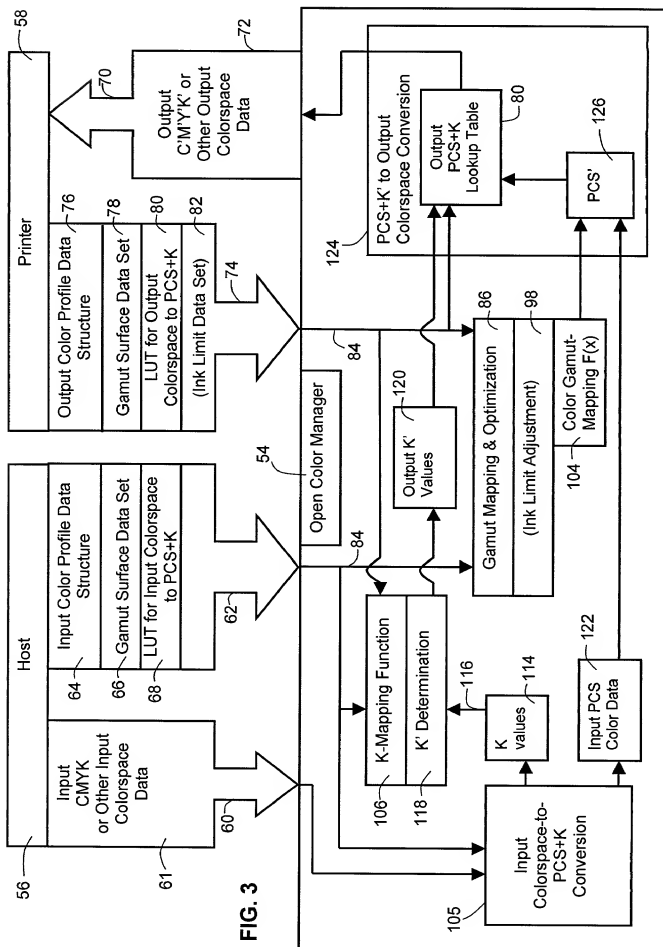 Host
56
Input
CMYK
or Other Input
Colorspace
Data
61
60
Input Color Profile Data
Structure
64
Gamut Surface Data Set
66
LUT for Input Colorspace
to PCS+K
68
62
Printer
58
Output Color Profile Data
Structure
76
Gamut Surface Data Set
78
LUT for Output
Colorspace to PCS+K
80
(Ink Limit Data Set)
82
74
70
Output
C'M'Y'K' or
Other Output
Colorspace
Data
72
Open Color Manager
54
84
84
K-Mapping Function
106
K' Determination
118
116
K
values
114
Output K'
Values
120
Input
Colorspace-to-
PCS+K
Conversion
105
Input PCS
Color Data
122
Gamut Mapping & Optimization
86
(Ink Limit Adjustment)
98
Color Gamut-
Mapping F(x)
104
PCS+K' to Output
Colorspace Conversion
124
Output
PCS+K
Lookup Table
80
PCS'
126
FIG. 3